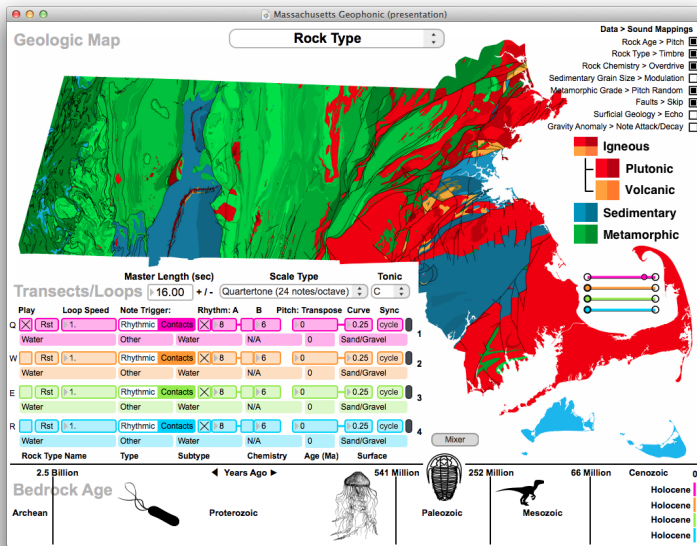 Massachusetts Geophonic (presentation)
Geologic Map
Rock Type
Data > Sound Mappings
Rock Age > Pitch
Rock Type > Timbre
Rock Chemistry > Overdrive
Sedimentary Grain Size > Modulation
Metamorphic Grade > Pitch Random
Faults > Skip
Surficial Geology > Echo
Gravity Anomaly > Note Attack/Decay
Igneous
Plutonic
Volcanic
Sedimentary
Metamorphic
Transects/Loops
Master Length (sec) Scale Type Tonic
16.00 + / - Quartertone (24 notes/octave) C
Play Loop Speed Note Trigger: Rhythm: A B Pitch: Transpose Curve Sync
Q Rst 1. Rhythmic Contacts 8 6 0 0.25 cycle 1
Water Other Water N/A 0 Sand/Gravel
W Rst 1. Rhythmic Contacts 8 6 0 0.25 cycle 2
Water Other Water N/A 0 Sand/Gravel
E Rst 1. Rhythmic Contacts 8 6 0 0.25 cycle 3
Water Other Water N/A 0 Sand/Gravel
R Rst 1. Rhythmic Contacts 8 6 0 0.25 cycle 4
Water Other Water N/A 0 Sand/Gravel
Rock Type Name Type Subtype Chemistry Age (Ma) Surface
Mixer
2.5 Billion Years Ago 541 Million 252 Million 66 Million Cenozoic 0
Bedrock Age
Archean Proterozoic Paleozoic Mesozoic
Holocene
Holocene
Holocene
Holocene